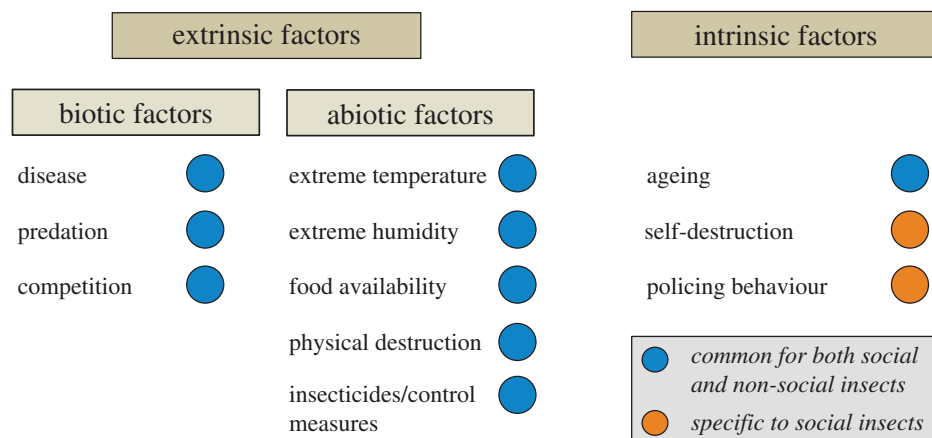 extrinsic factors
intrinsic factors
biotic factors
abiotic factors
disease
predation
competition
extreme temperature
extreme humidity
food availability
physical destruction
insecticides/control
measures
ageing
self-destruction
policing behaviour
common for both social
and non-social insects
specific to social insects